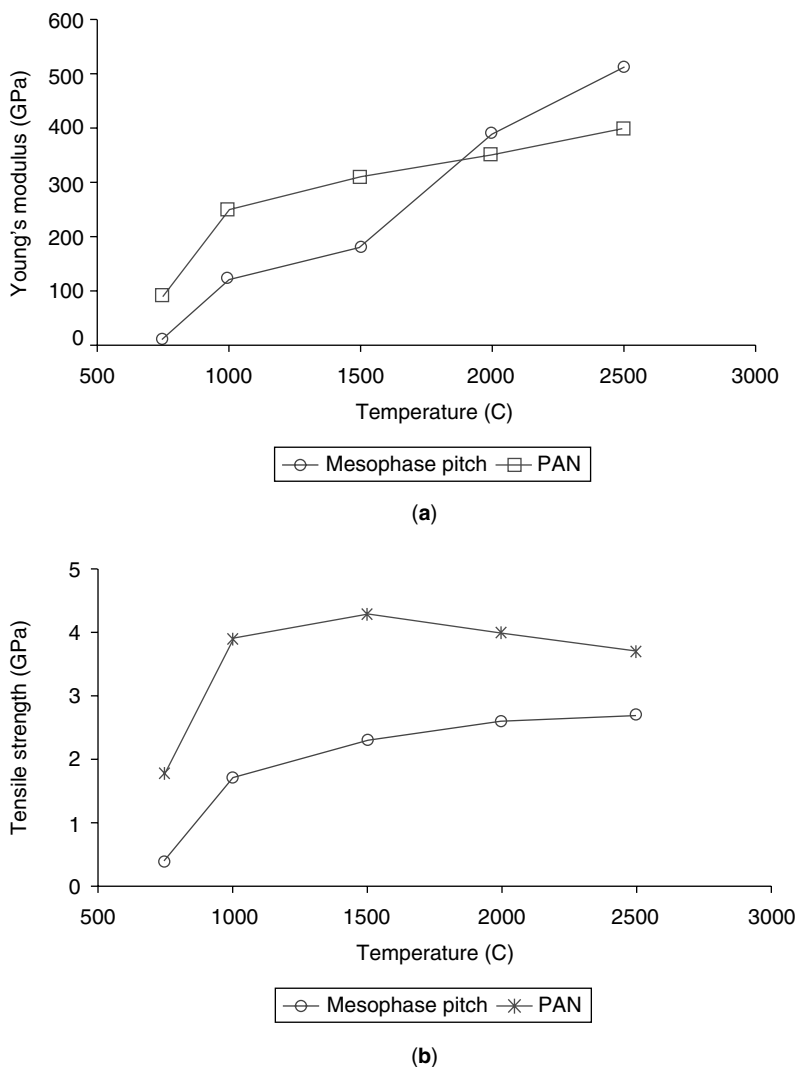 600
500
400
300
200
100
0
Young's modulus (GPa)
500 1000 1500 2000 2500 3000
Temperature (C)
Mesophase pitch PAN
(a)
5
4
3
2
1
0
Tensile strength (GPa)
500 1000 1500 2000 2500 3000
Temperature (C)
Mesophase pitch PAN
(b)